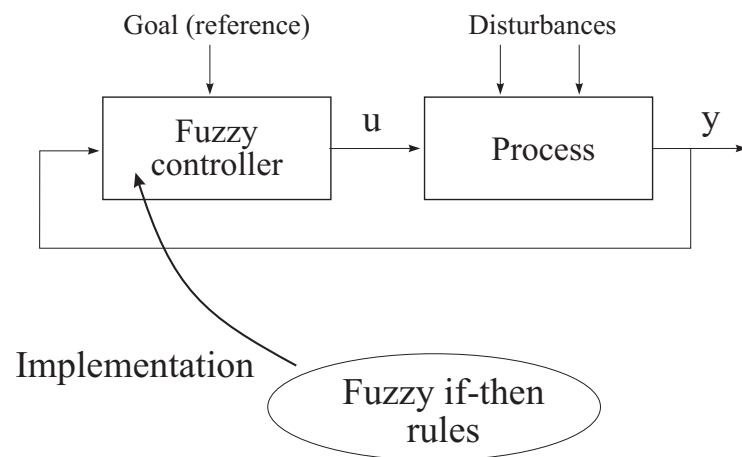 Goal (reference)
Disturbances
Fuzzy
controller
u
Process
y
Implementation
Fuzzy if-then
rules